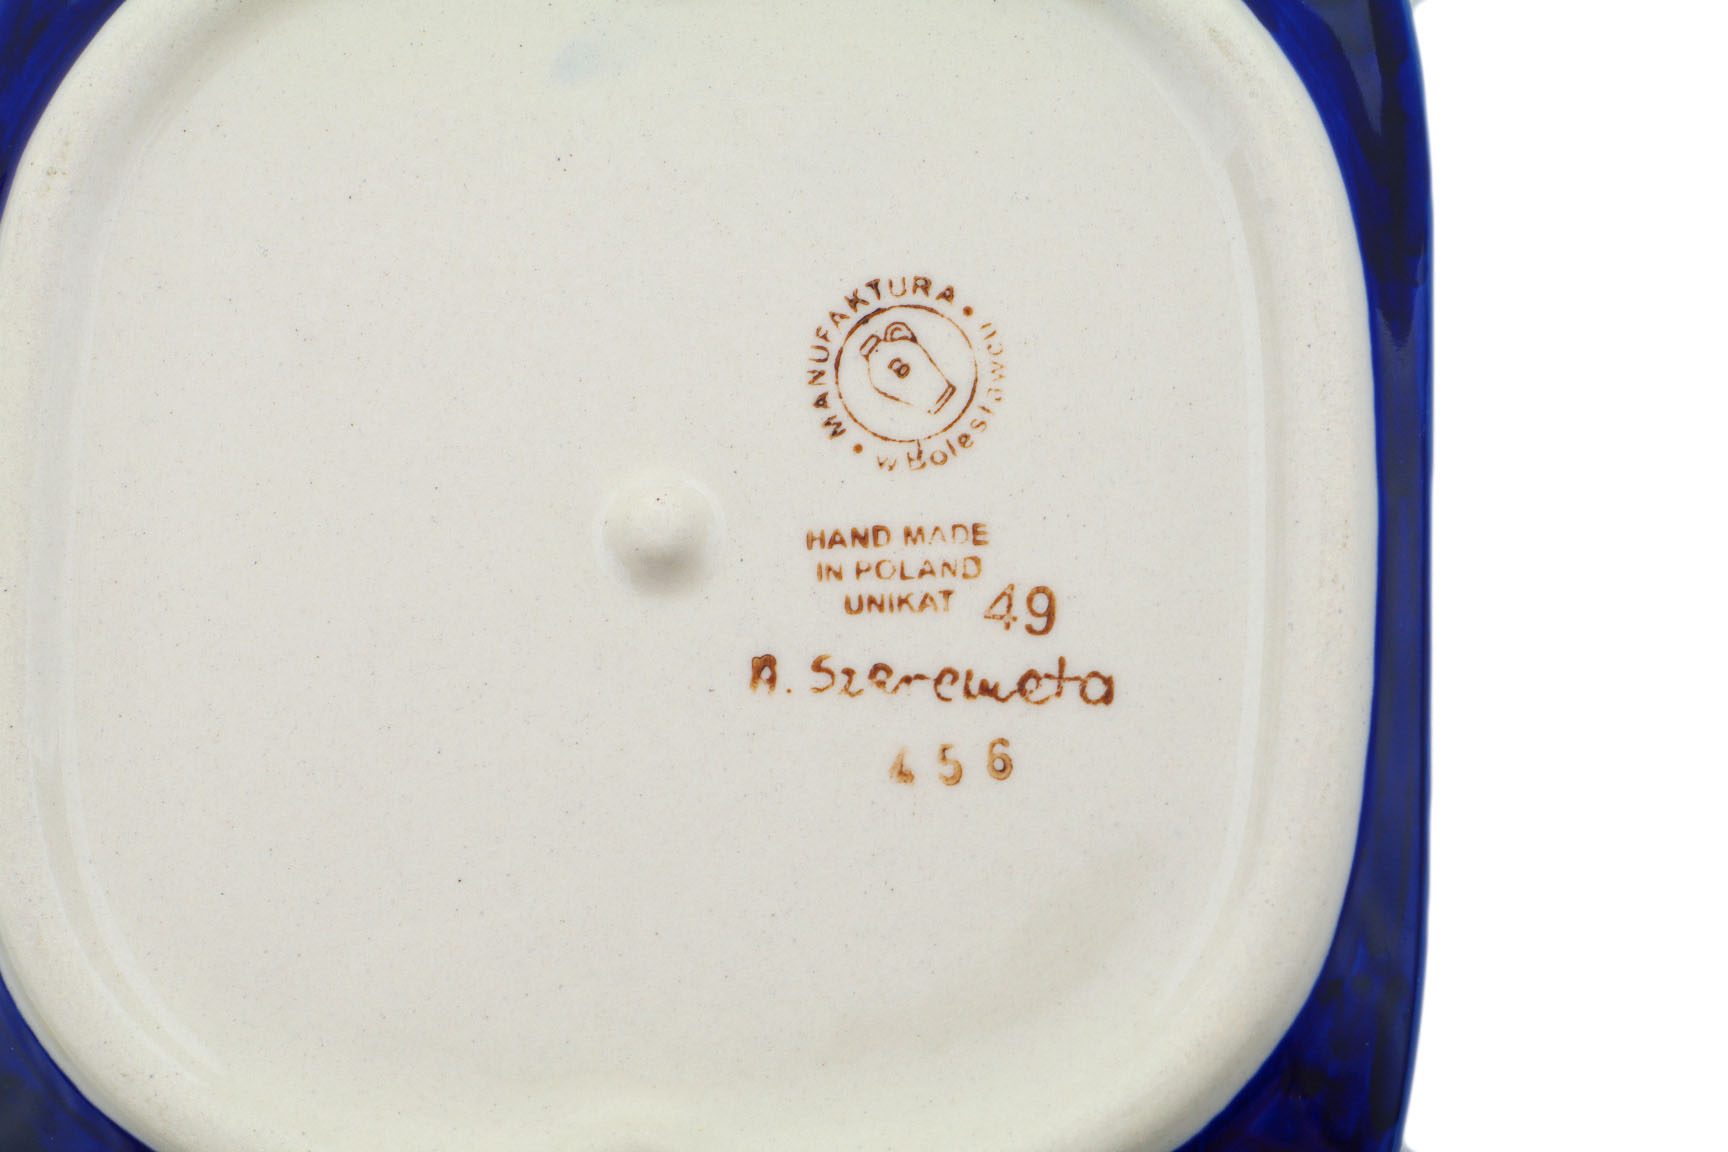 MANUFAKTURA • w Bolesławcu •
B
HAND MADE
IN POLAND
UNIKAT 49
A. Szeremeta
456